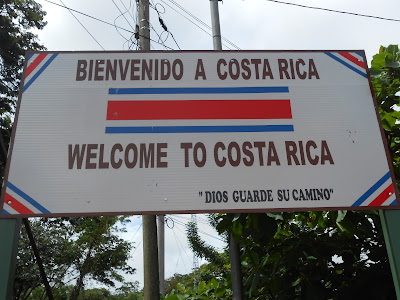 BIENVENIDO A COSTA RICA
WELCOME TO COSTA RICA
"DIOS GUARDE SU CAMINO"